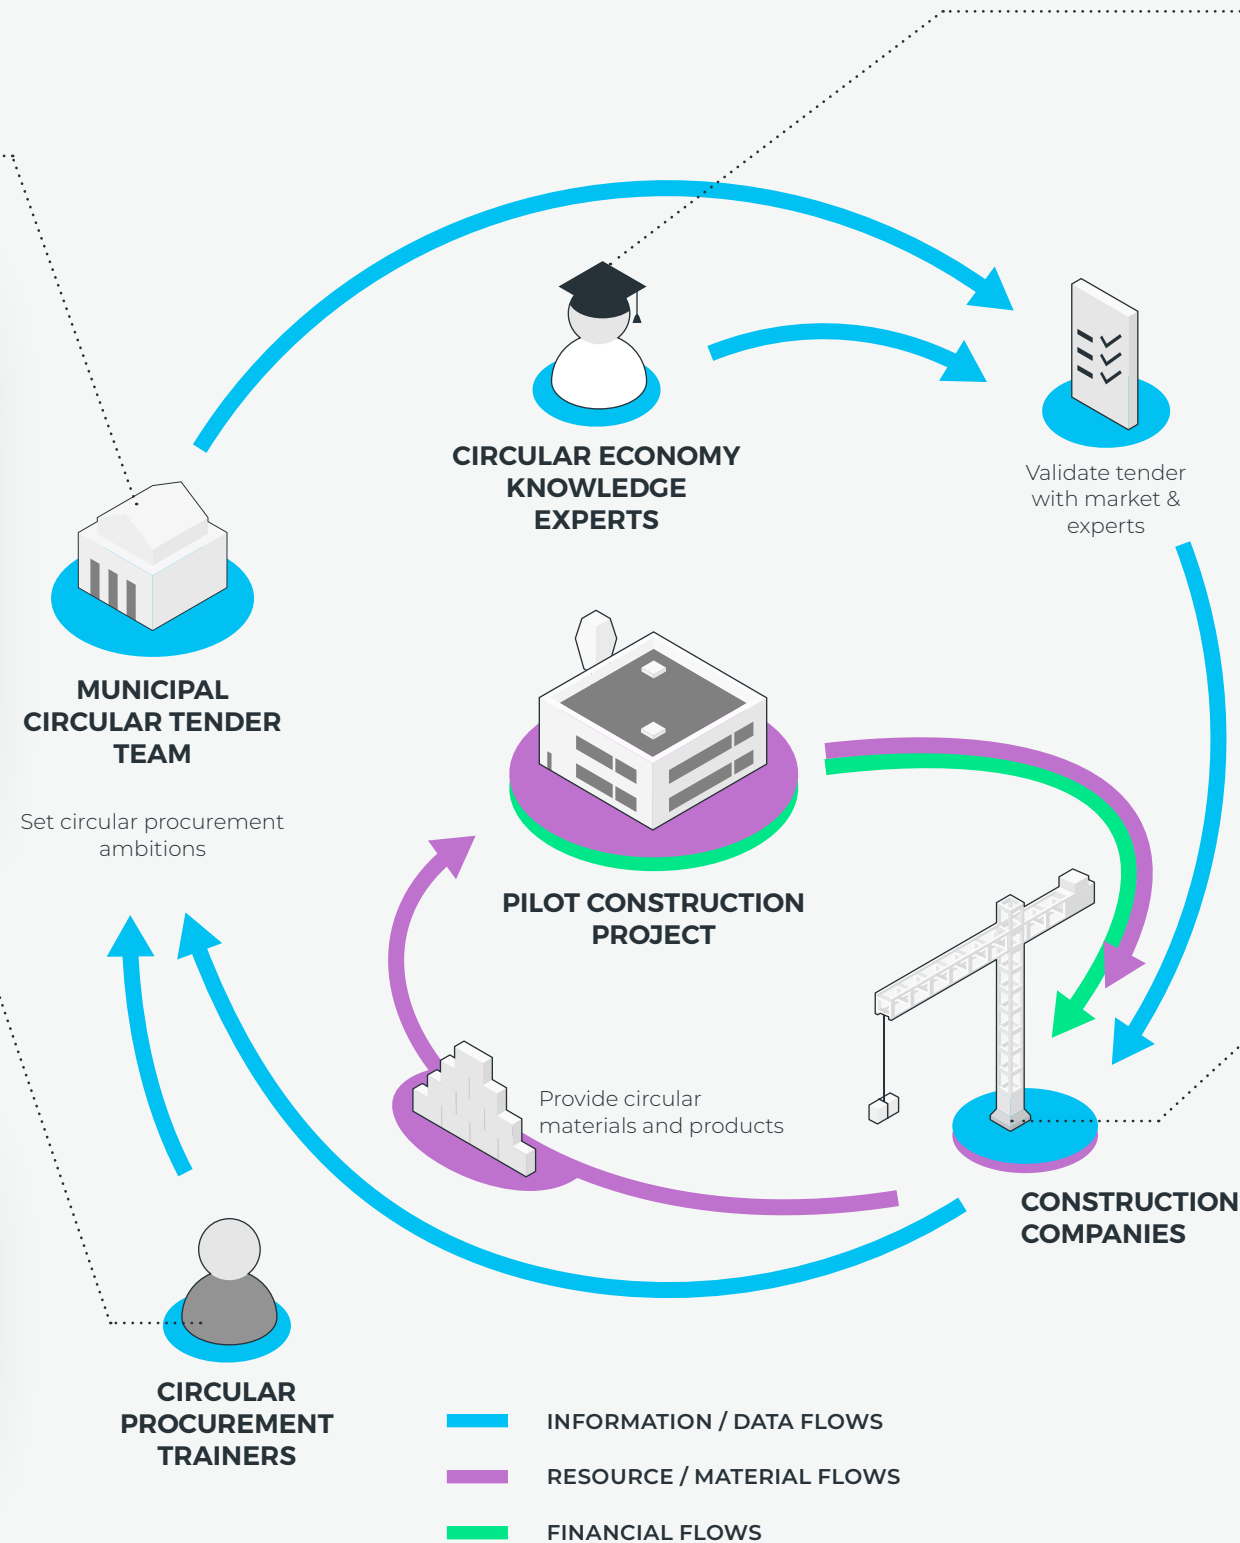 CIRCULAR ECONOMY
KNOWLEDGE
EXPERTS
Validate tender
with market &
experts
MUNICIPAL
CIRCULAR TENDER
TEAM
Set circular procurement
ambitions
PILOT CONSTRUCTION
PROJECT
Provide circular
materials and products
CONSTRUCTION
COMPANIES
CIRCULAR
PROCUREMENT
TRAINERS
INFORMATION / DATA FLOWS
RESOURCE / MATERIAL FLOWS
FINANCIAL FLOWS